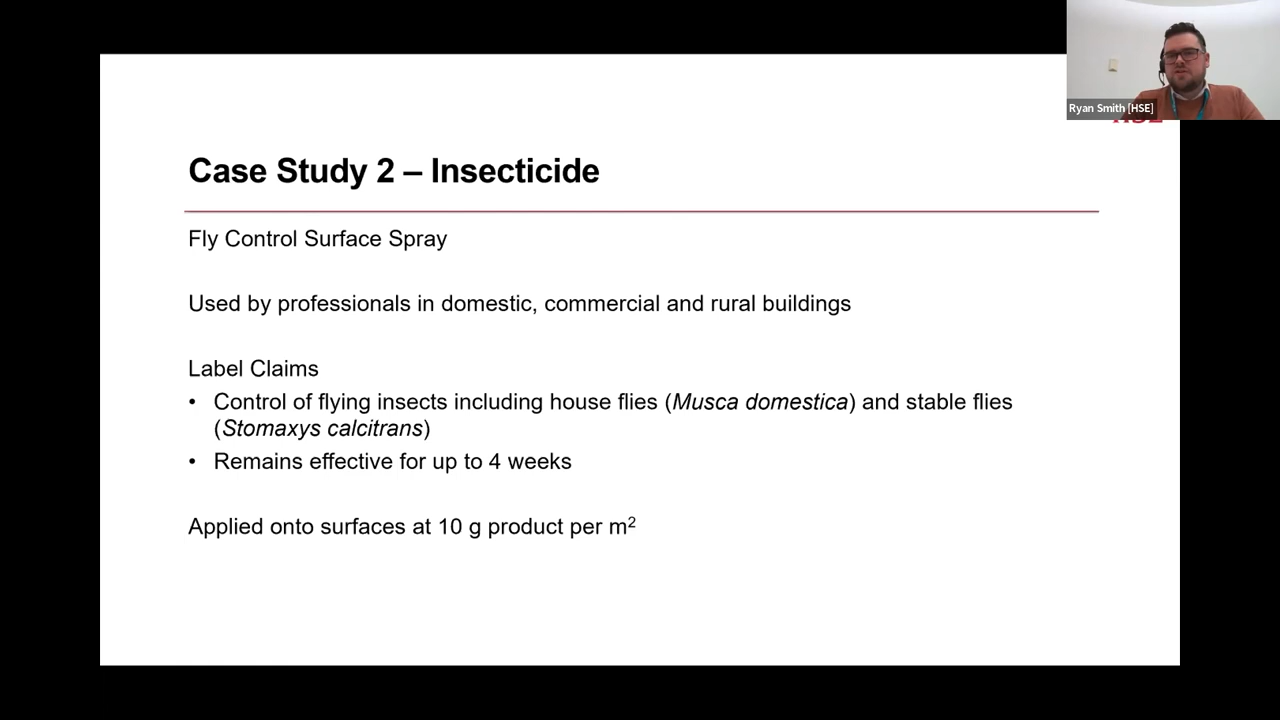 Ryan Smith [HSE]
Case Study 2 – Insecticide
Fly Control Surface Spray
Used by professionals in domestic, commercial and rural buildings
Label Claims
• Control of flying insects including house flies (Musca domestica) and stable flies
(Stomaxys calcitrans)
• Remains effective for up to 4 weeks
Applied onto surfaces at 10 g product per m²